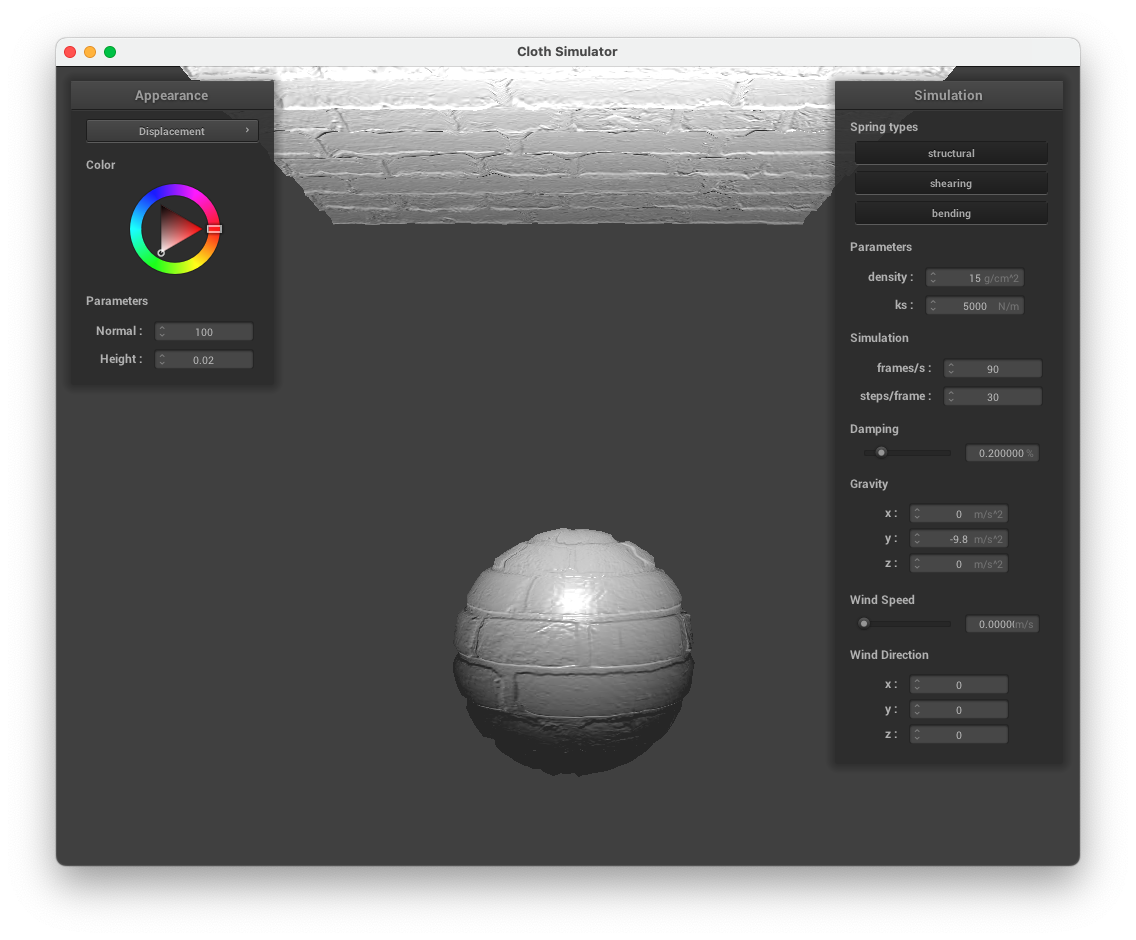 Cloth Simulator
Appearance
Displacement
Color
Parameters
Normal : 100
Height : 0.02
Simulation
Spring types
structural
shearing
bending
Parameters
density : 15 g/cm^2
ks : 5000 N/m
Simulation
frames/s : 90
steps/frame : 30
Damping
0.200000 %
Gravity
x : 0 m/s^2
y : -9.8 m/s^2
z : 0 m/s^2
Wind Speed
0.0000 m/s
Wind Direction
x : 0
y : 0
z : 0